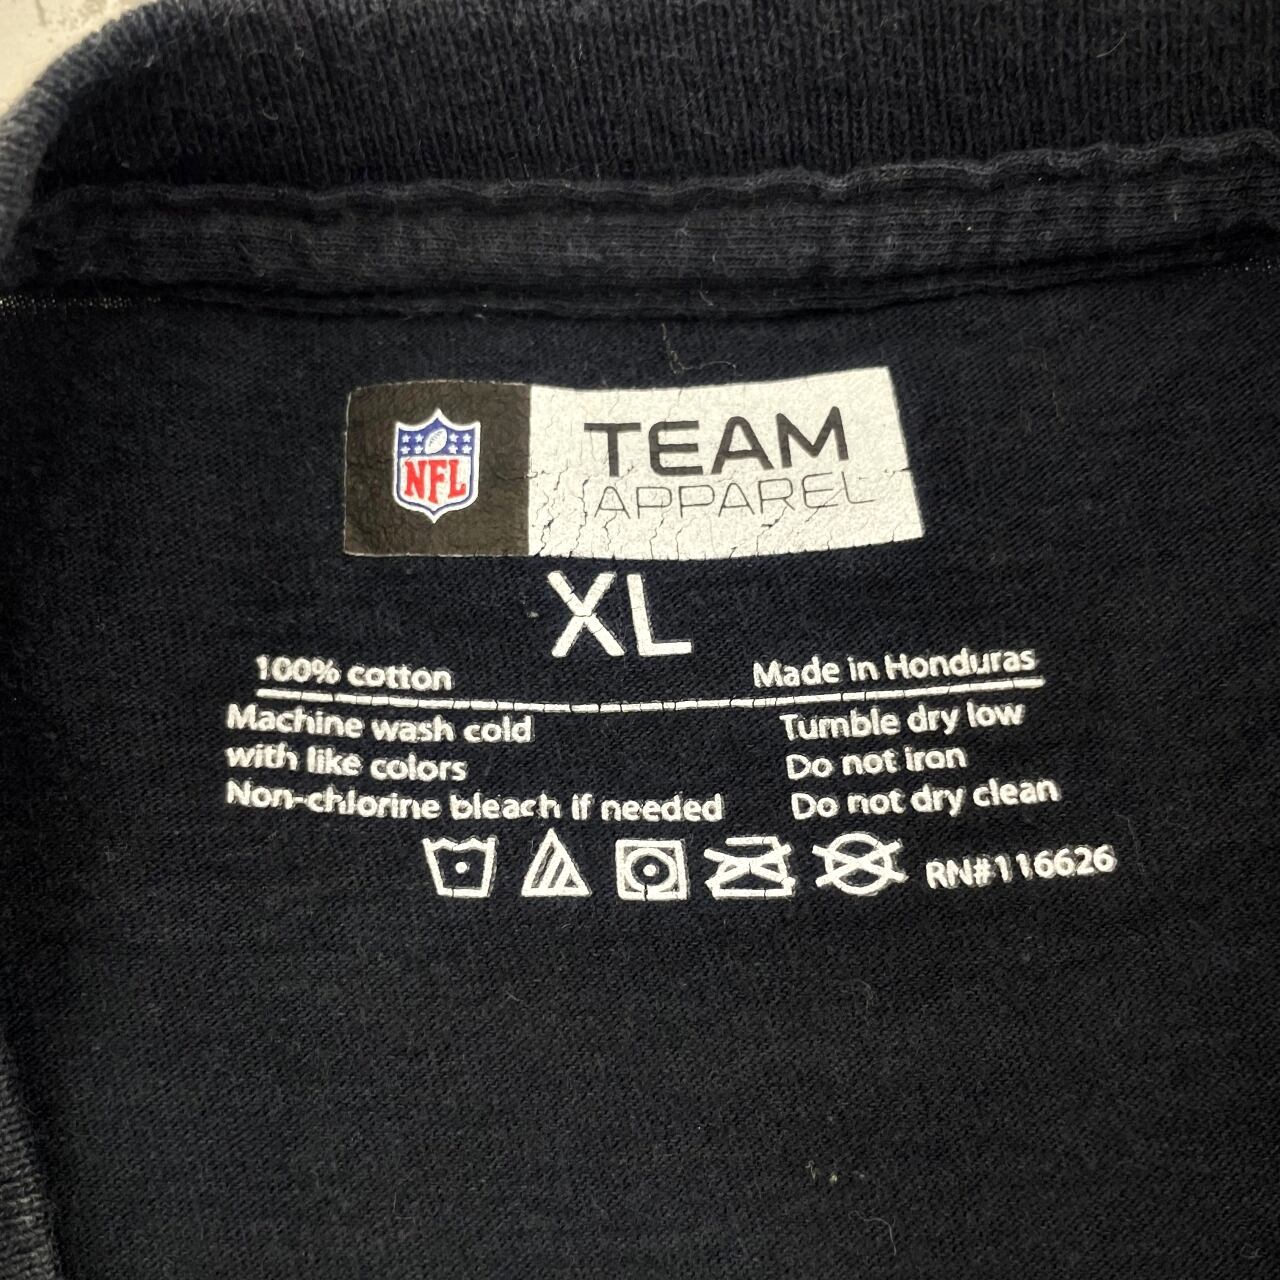 NFL
TEAM
APPAREL
XL
100% cotton
Made in Honduras
Machine wash cold
with like colors
Non-chlorine bleach if needed
Tumble dry low
Do not iron
Do not dry clean
RN#116626